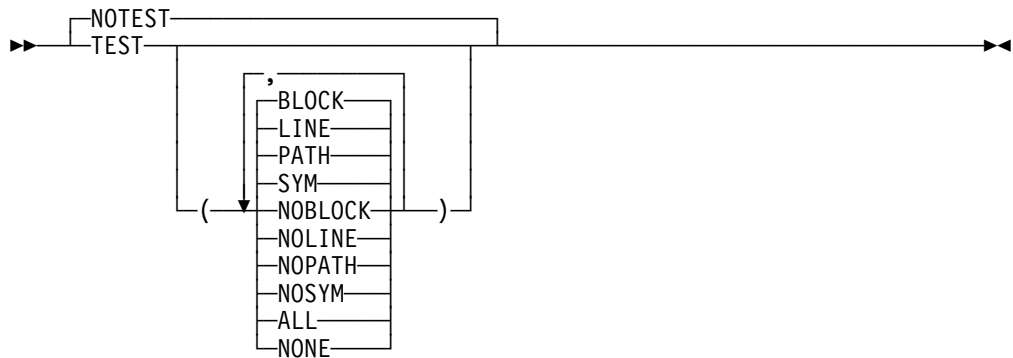 NOTEST
TEST
,
BLOCK
LINE
PATH
SYM
( NOBLOCK )
NOLINE
NOPATH
NOSYM
ALL
NONE